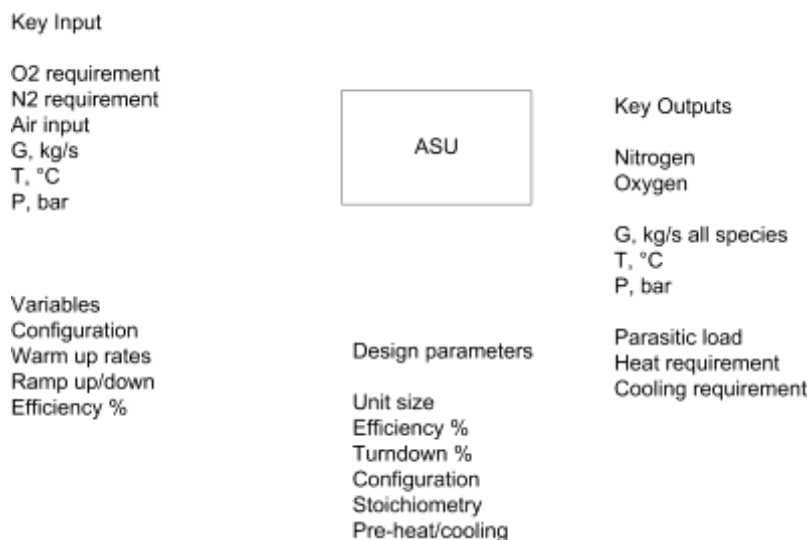 Key Input
O2 requirement
N2 requirement
Air input
G, kg/s
T, °C
P, bar
Variables
Configuration
Warm up rates
Ramp up/down
Efficiency %
ASU
Design parameters
Unit size
Efficiency %
Turndown %
Configuration
Stoichiometry
Pre-heat/cooling
Key Outputs
Nitrogen
Oxygen
G, kg/s all species
T, °C
P, bar
Parasitic load
Heat requirement
Cooling requirement